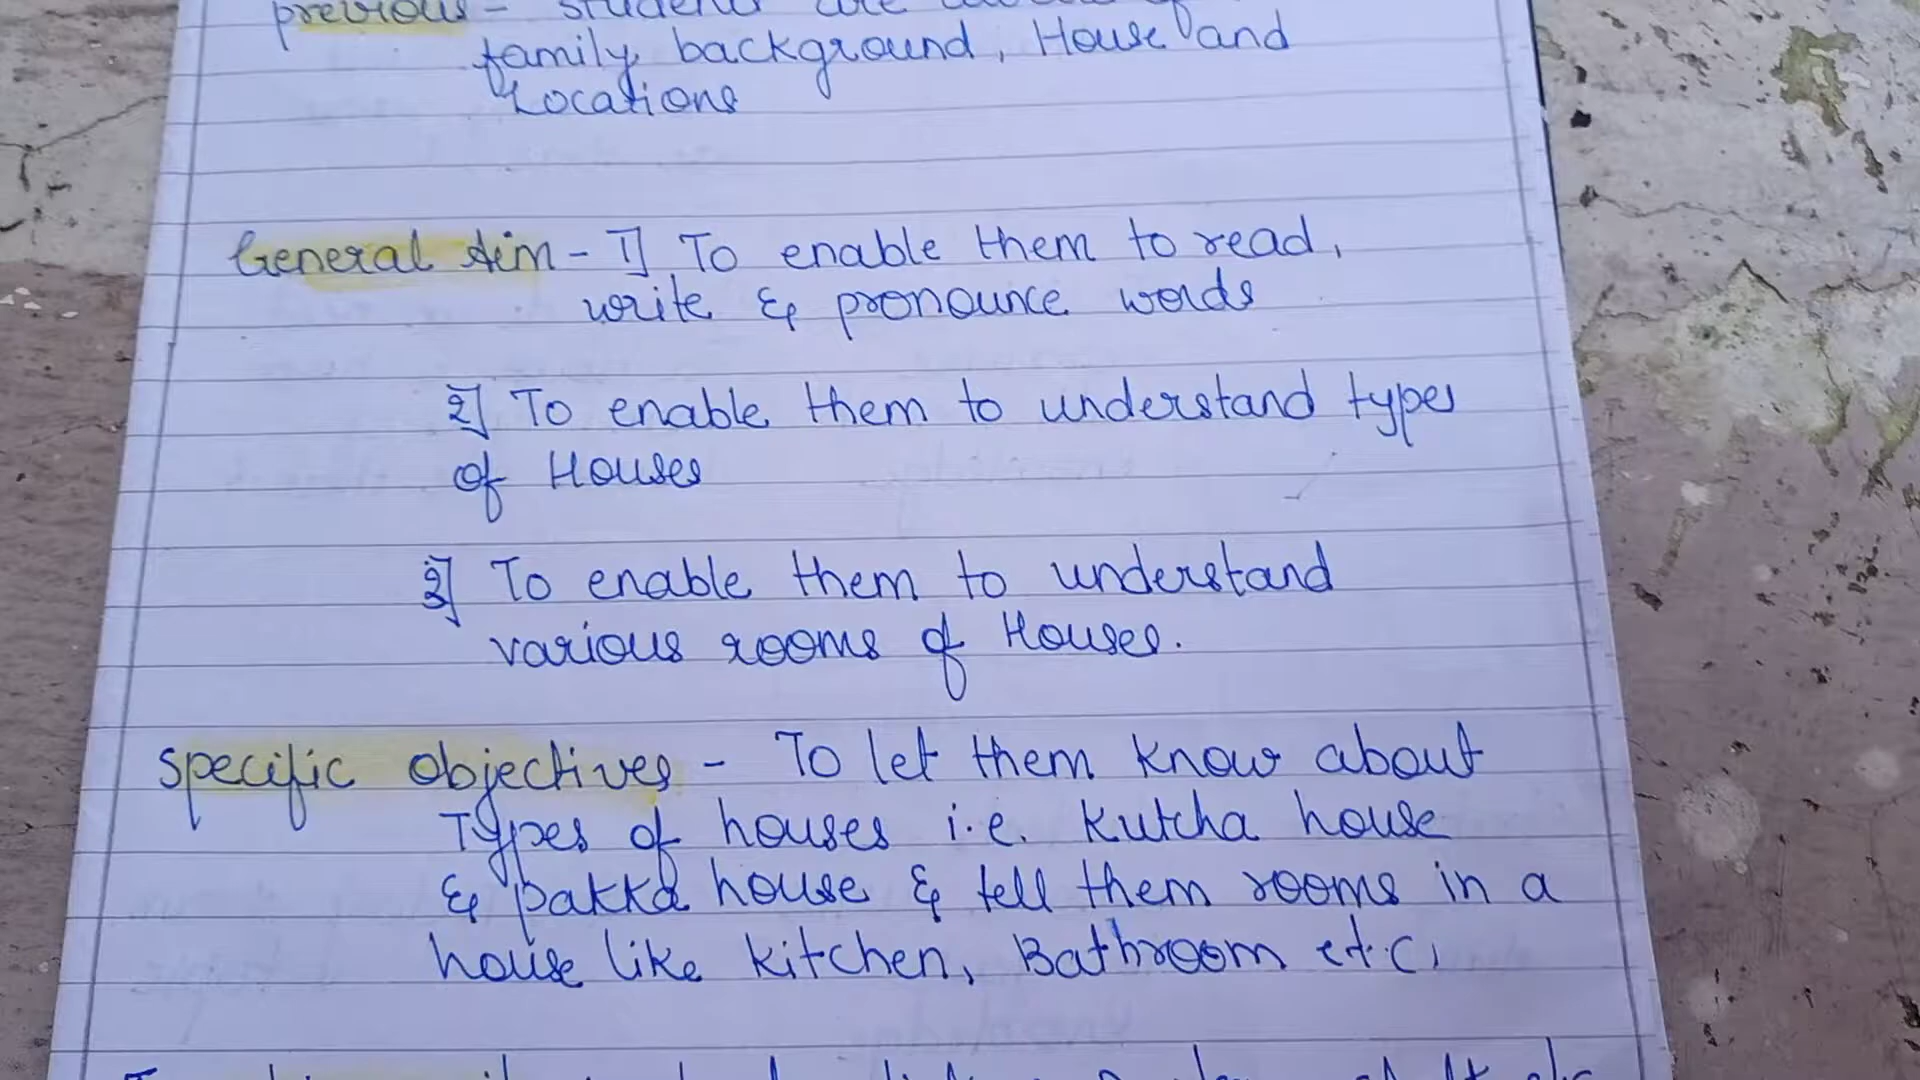 previous - students are
family background, House and
Locations
General Aim - 1] To enable them to read,
write & pronounce words
2] To enable them to understand types
of Houses
3] To enable them to understand
various rooms of Houses.
Specific objectives - To let them know about
Types of houses i.e. Kutcha house
& pakka house & tell them rooms in a
house like kitchen, Bathroom etc,